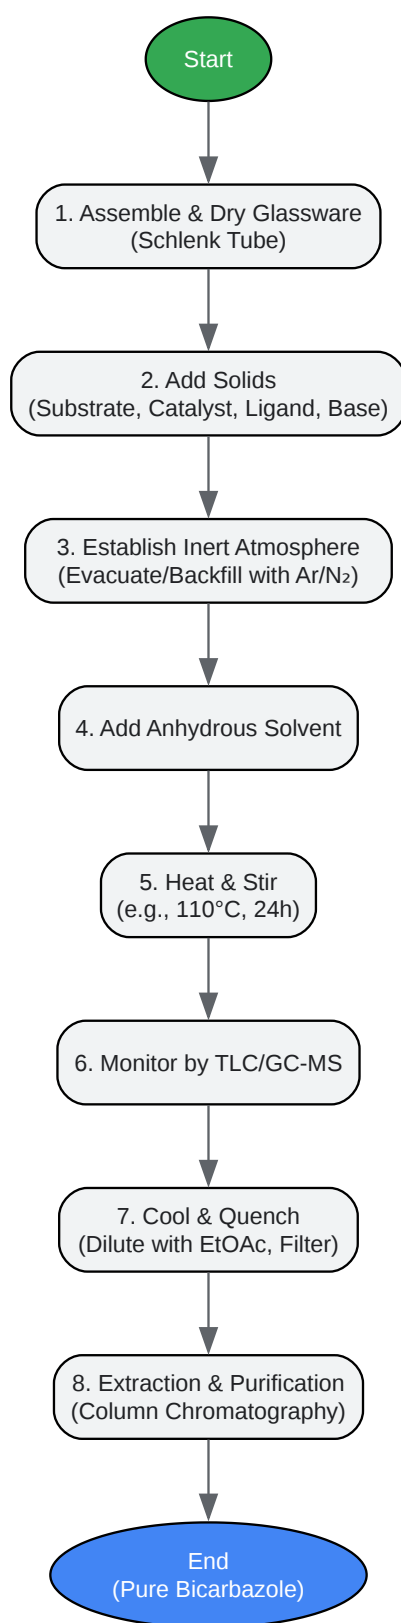 Start
1. Assemble & Dry Glassware
(Schlenk Tube)
2. Add Solids
(Substrate, Catalyst, Ligand, Base)
3. Establish Inert Atmosphere
(Evacuate/Backfill with Ar/N₂)
4. Add Anhydrous Solvent
5. Heat & Stir
(e.g., 110°C, 24h)
6. Monitor by TLC/GC-MS
7. Cool & Quench
(Dilute with EtOAc, Filter)
8. Extraction & Purification
(Column Chromatography)
End
(Pure Bicarbazole)